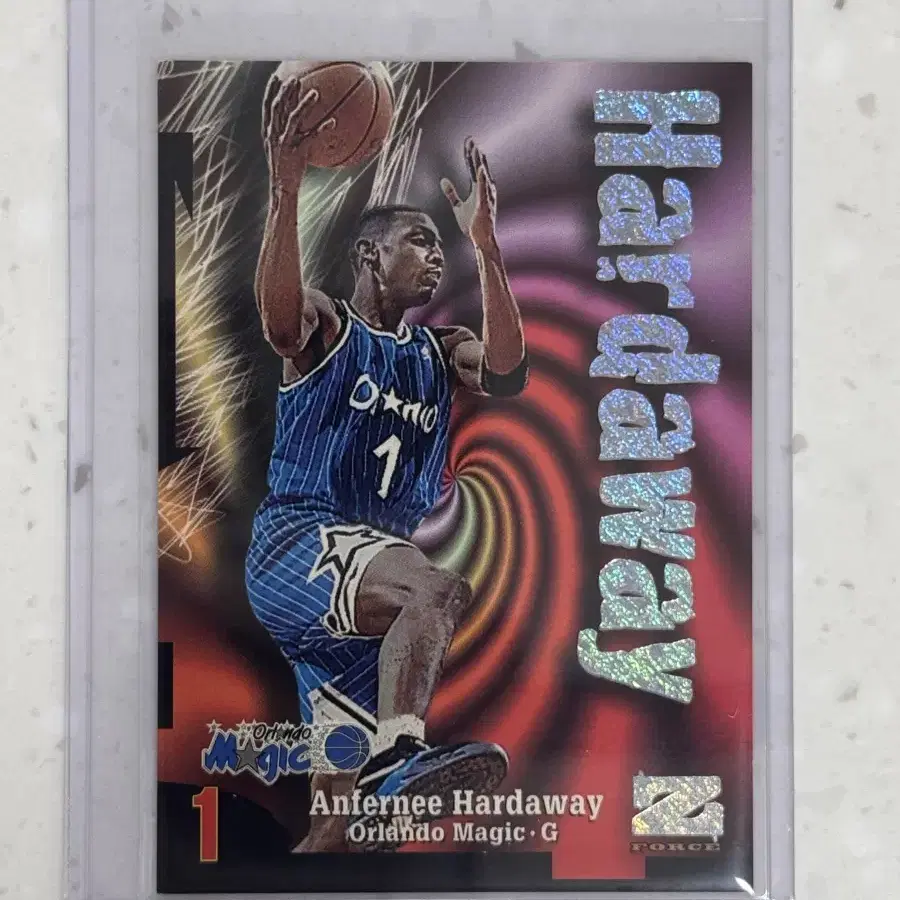 Hardaway
Orlando
1
Orlando
Magic
1
Anfernee Hardaway
Orlando Magic · G
Z
FORCE